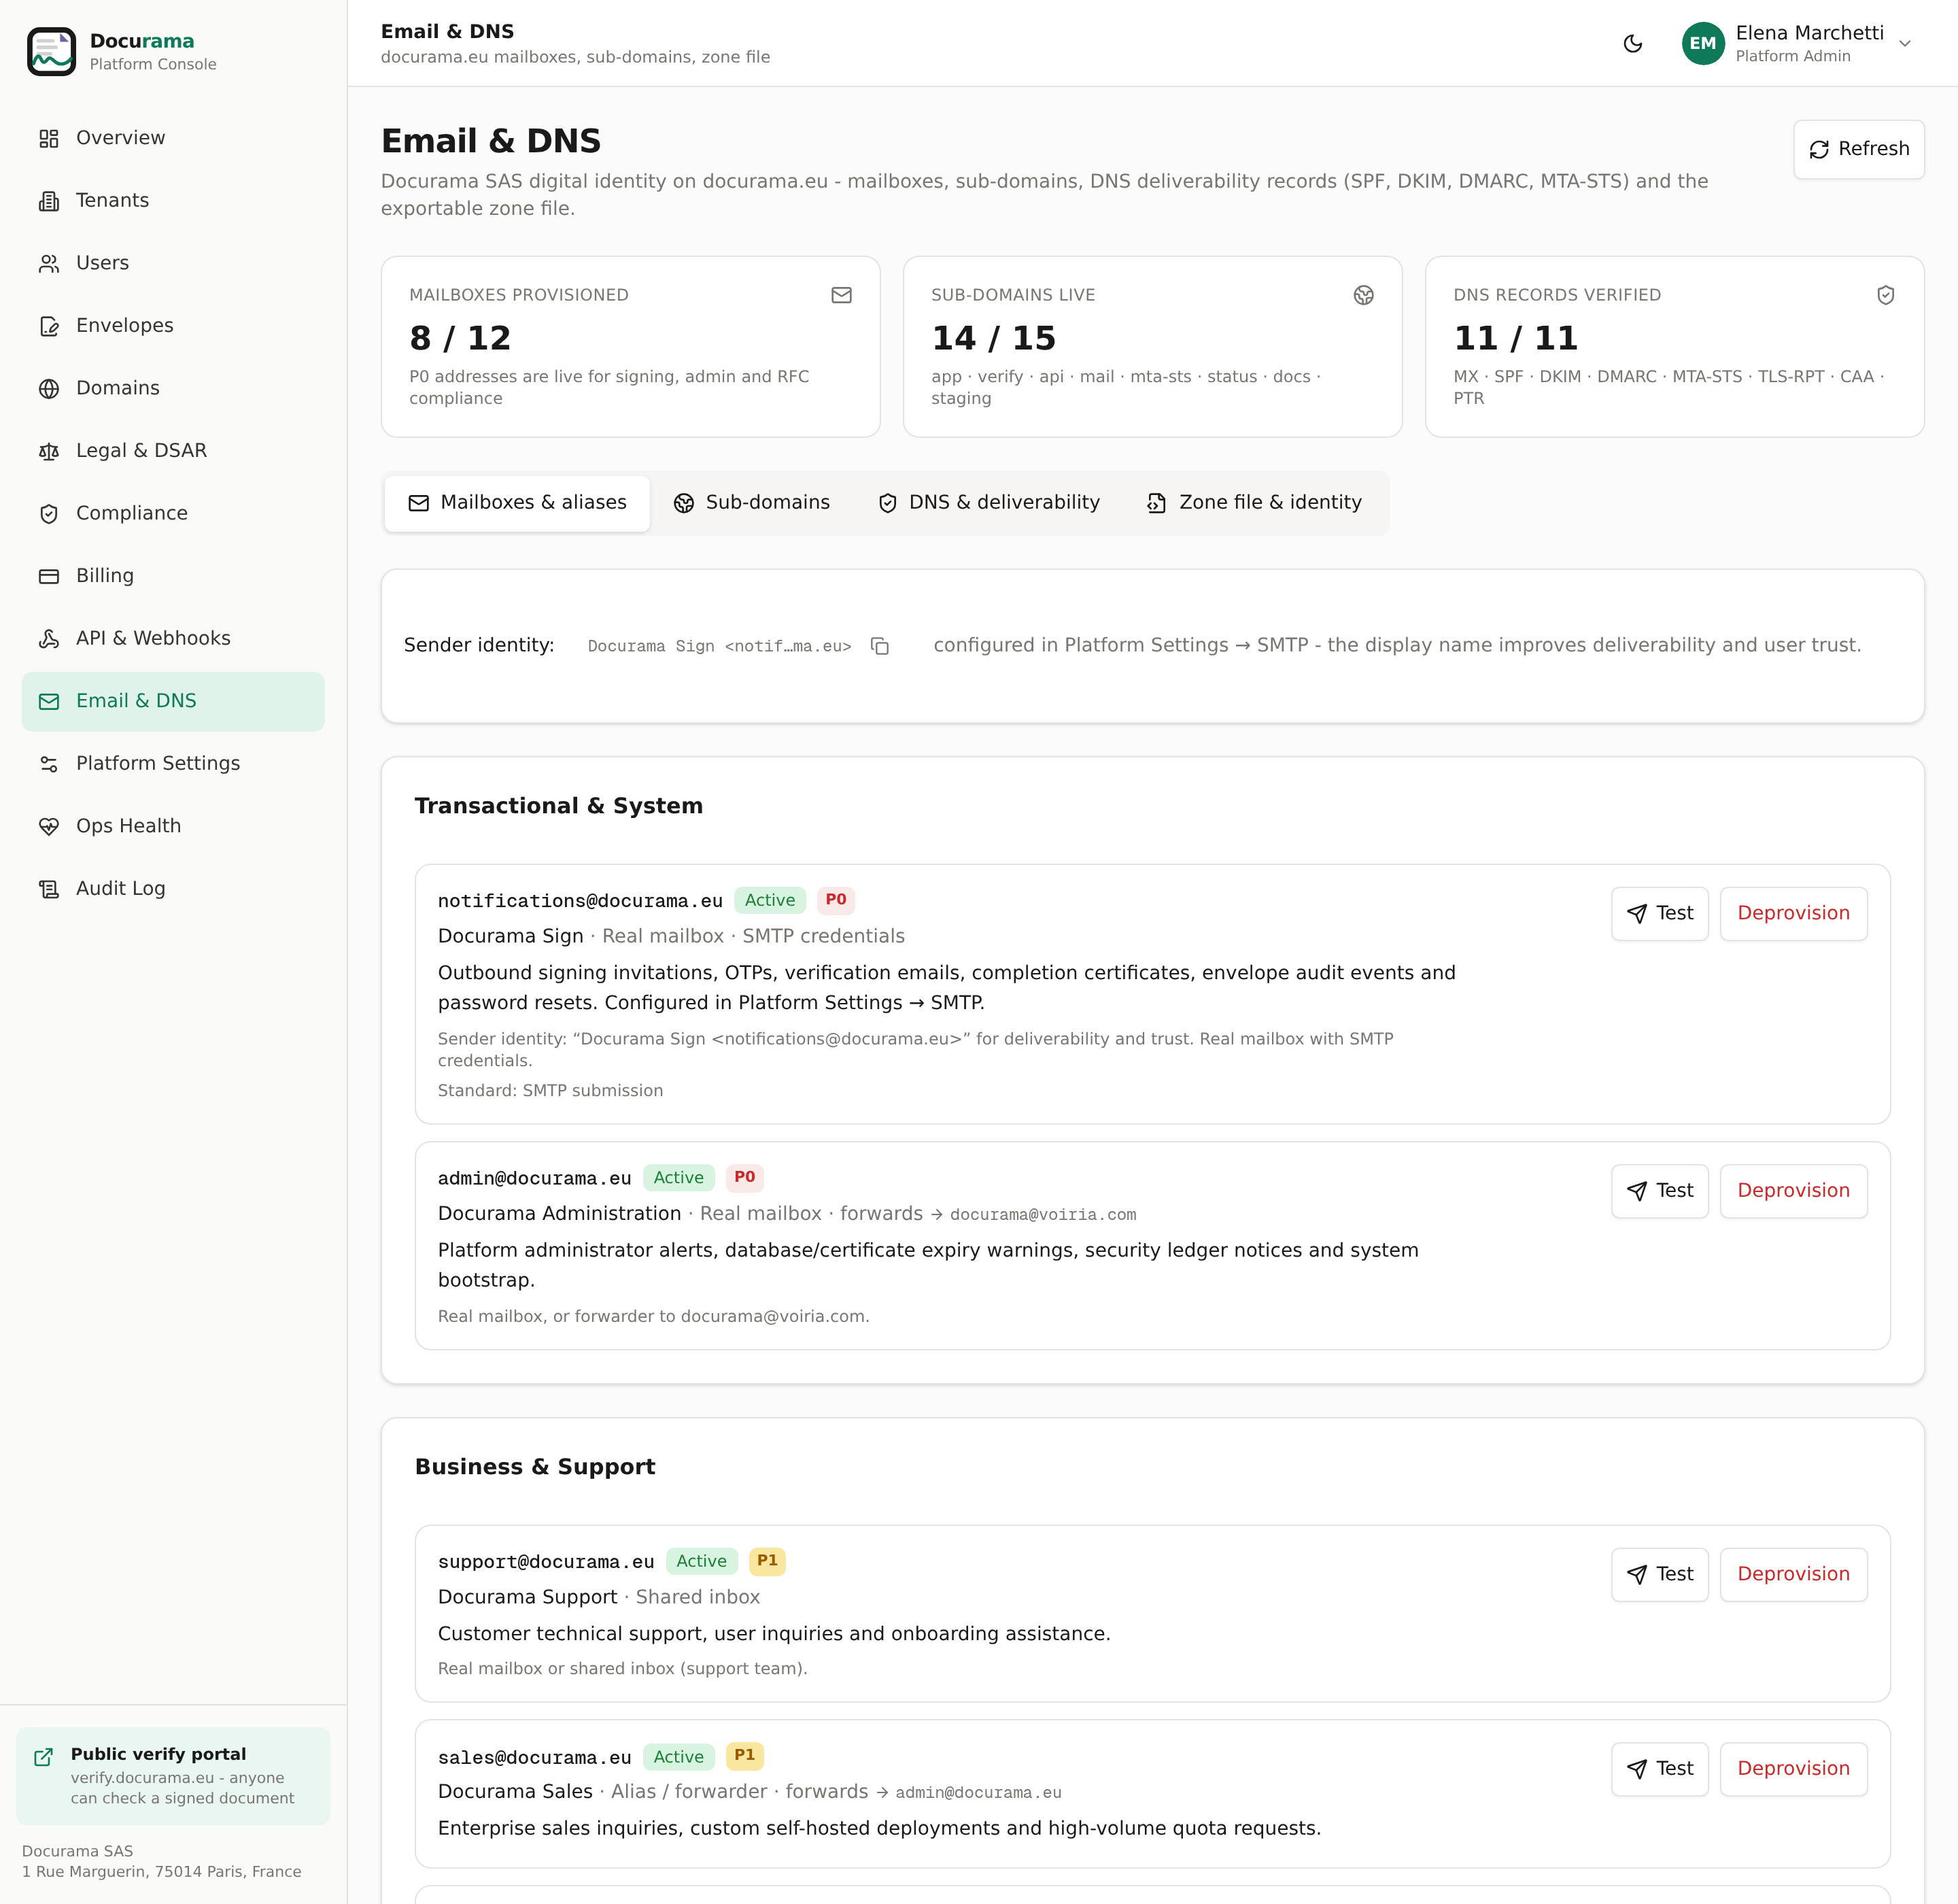 Docurama
Platform Console
Overview
Tenants
Users
Envelopes
Domains
Legal & DSAR
Compliance
Billing
API & Webhooks
Email & DNS
Platform Settings
Ops Health
Audit Log
Public verify portal
verify.docurama.eu - anyone
can check a signed document
Docurama SAS
1 Rue Marguerin, 75014 Paris, France
Email & DNS
docurama.eu mailboxes, sub-domains, zone file
EM
Elena Marchetti
Platform Admin
Email & DNS
Docurama SAS digital identity on docurama.eu - mailboxes, sub-domains, DNS deliverability records (SPF, DKIM, DMARC, MTA-STS) and the
exportable zone file.
Refresh
MAILBOXES PROVISIONED
8 / 12
P0 addresses are live for signing, admin and RFC
compliance
SUB-DOMAINS LIVE
14 / 15
app · verify · api · mail · mta-sts · status · docs ·
staging
DNS RECORDS VERIFIED
11 / 11
MX · SPF · DKIM · DMARC · MTA-STS · TLS-RPT · CAA ·
PTR
Mailboxes & aliases
Sub-domains
DNS & deliverability
Zone file & identity
Sender identity: Docurama Sign <notif…ma.eu> configured in Platform Settings → SMTP - the display name improves deliverability and user trust.
Transactional & System
notifications@docurama.eu Active P0
Test
Deprovision
Docurama Sign · Real mailbox · SMTP credentials
Outbound signing invitations, OTPs, verification emails, completion certificates, envelope audit events and
password resets. Configured in Platform Settings → SMTP.
Sender identity: “Docurama Sign <notifications@docurama.eu>” for deliverability and trust. Real mailbox with SMTP
credentials.
Standard: SMTP submission
admin@docurama.eu Active P0
Test
Deprovision
Docurama Administration · Real mailbox · forwards → docurama@voiria.com
Platform administrator alerts, database/certificate expiry warnings, security ledger notices and system
bootstrap.
Real mailbox, or forwarder to docurama@voiria.com.
Business & Support
support@docurama.eu Active P1
Test
Deprovision
Docurama Support · Shared inbox
Customer technical support, user inquiries and onboarding assistance.
Real mailbox or shared inbox (support team).
sales@docurama.eu Active P1
Test
Deprovision
Docurama Sales · Alias / forwarder · forwards → admin@docurama.eu
Enterprise sales inquiries, custom self-hosted deployments and high-volume quota requests.